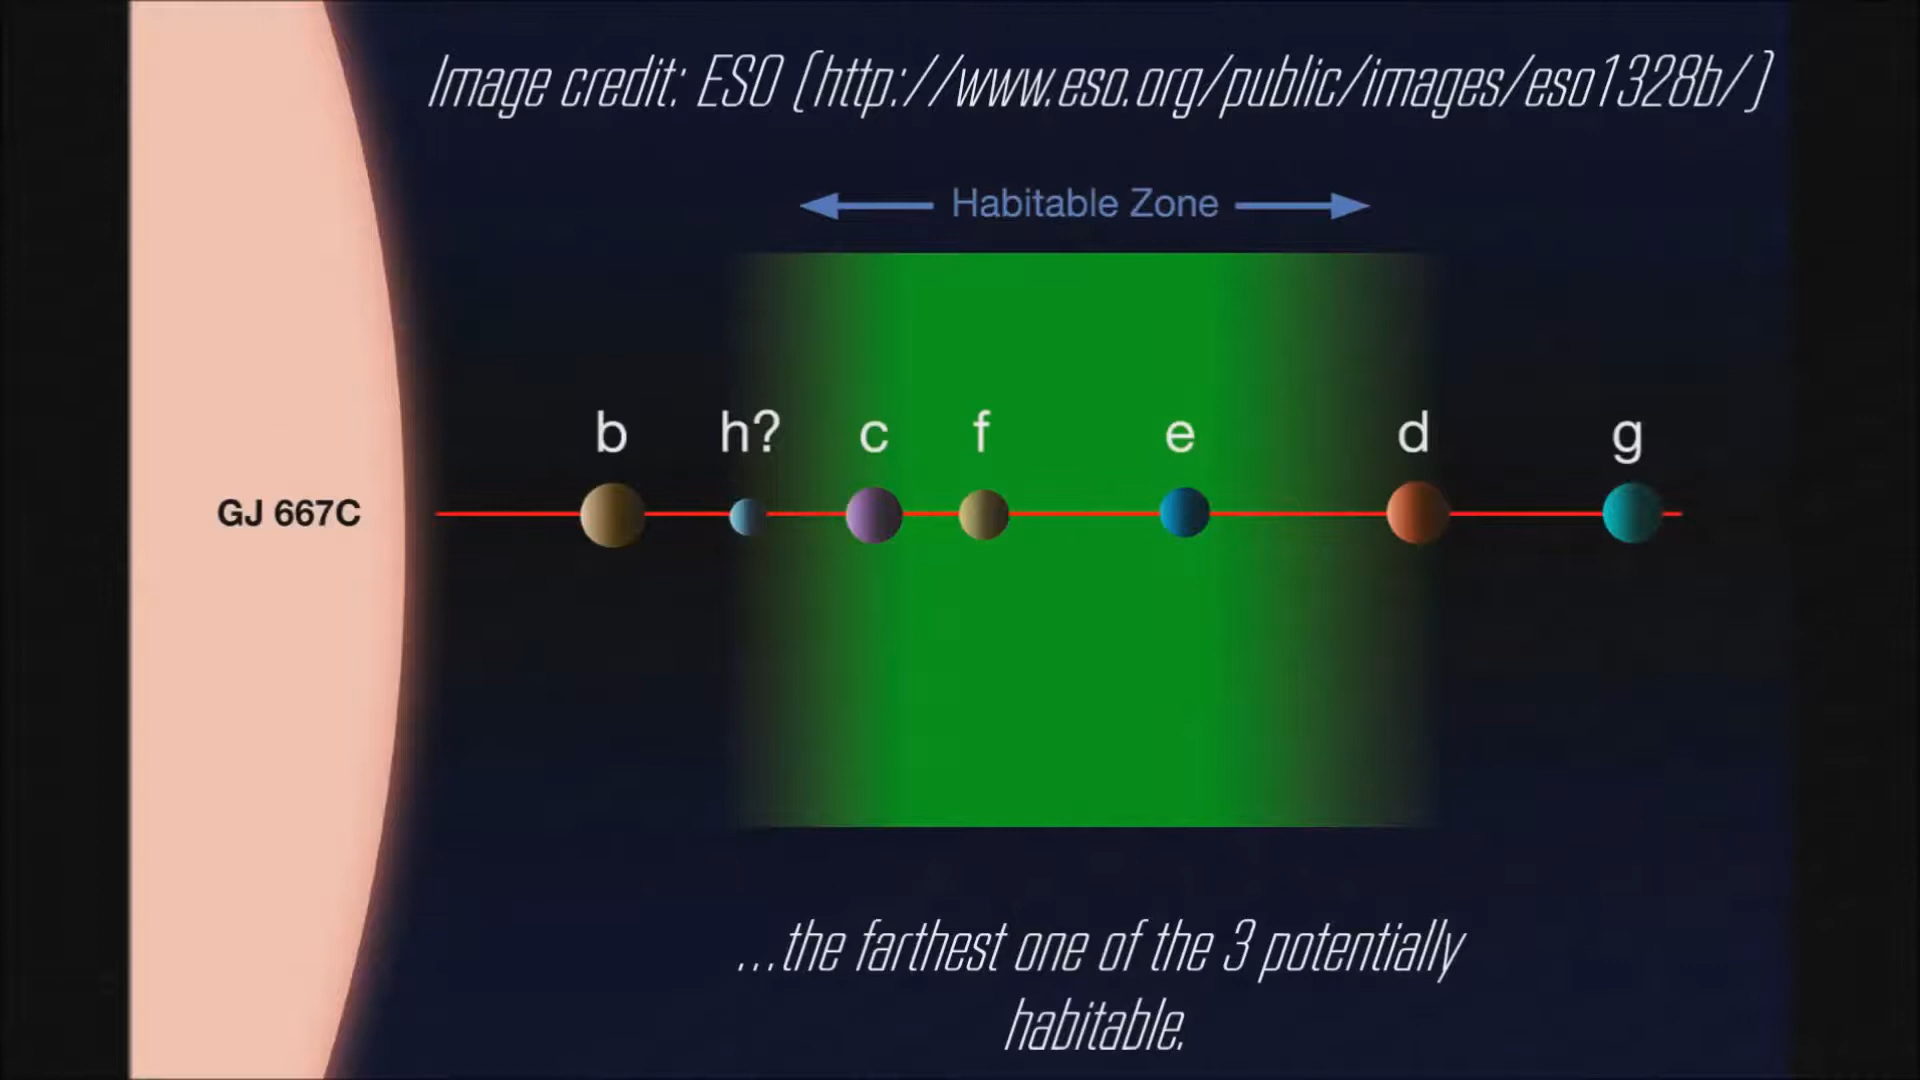 Image credit: ESO (http://www.eso.org/public/images/eso1328b/)
Habitable Zone
b h? c f e d g
GJ 667C
...the farthest one of the 3 potentially
habitable.